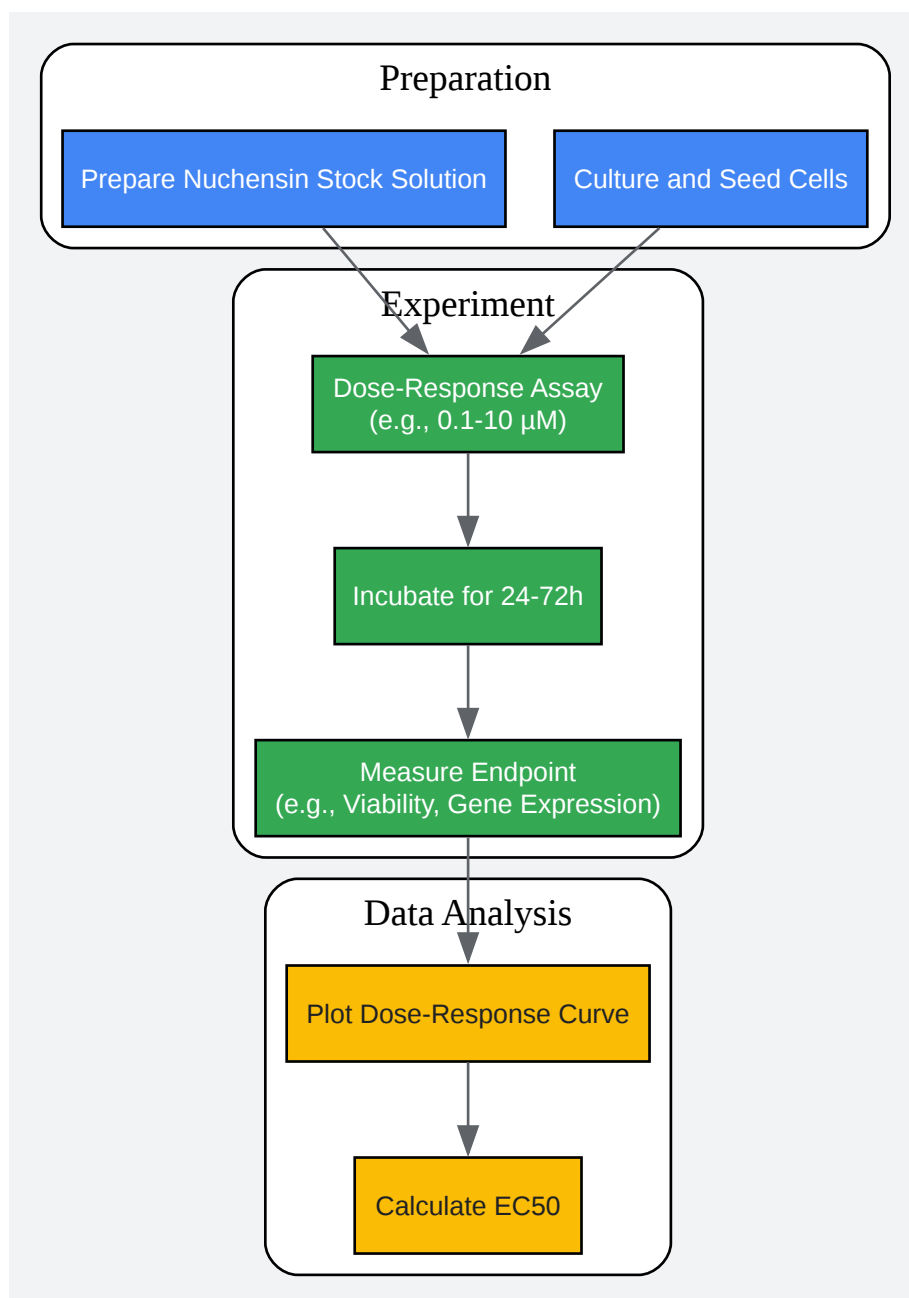 Preparation
Prepare Nuchensin Stock Solution
Culture and Seed Cells
Experiment
Dose-Response Assay
(e.g., 0.1-10 µM)
Incubate for 24-72h
Measure Endpoint
(e.g., Viability, Gene Expression)
Data Analysis
Plot Dose-Response Curve
Calculate EC50